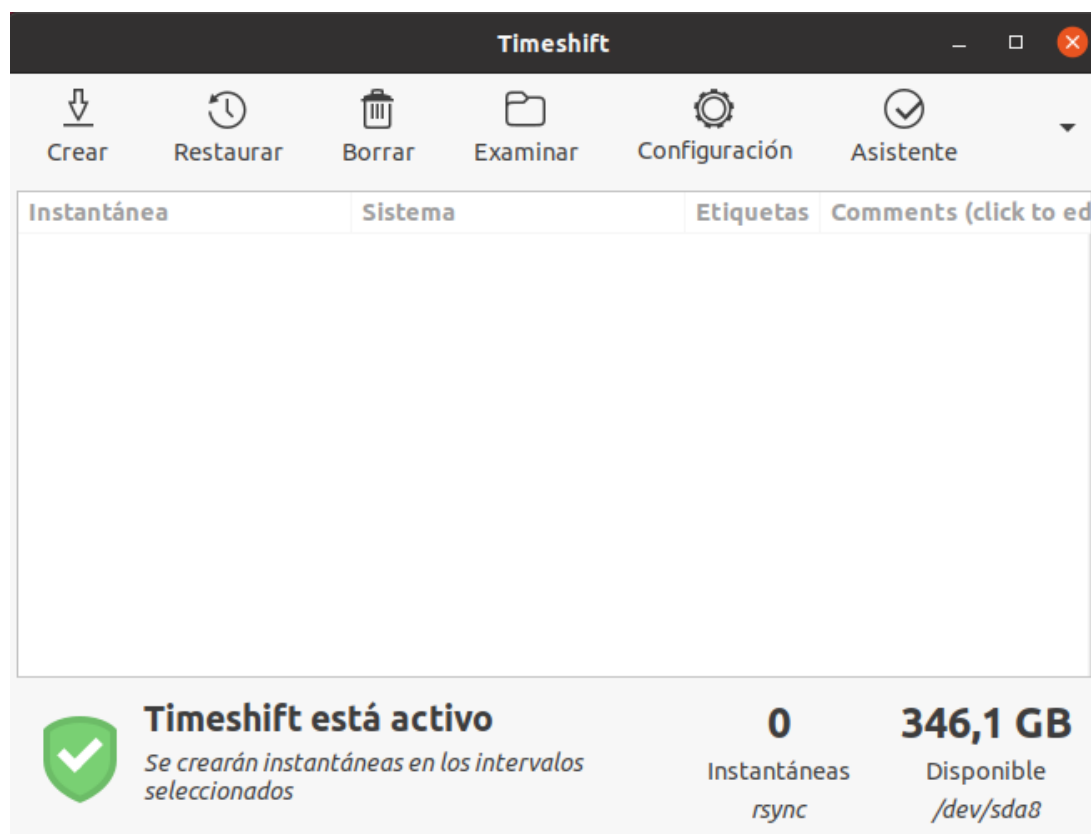 Timeshift
Crear Restaurar Borrar Examinar Configuración Asistente
Instantánea Sistema Etiquetas Comments (click to ed
Timeshift está activo
Se crearán instantáneas en los intervalos
seleccionados
0
Instantáneas
rsync
346,1 GB
Disponible
/dev/sda8